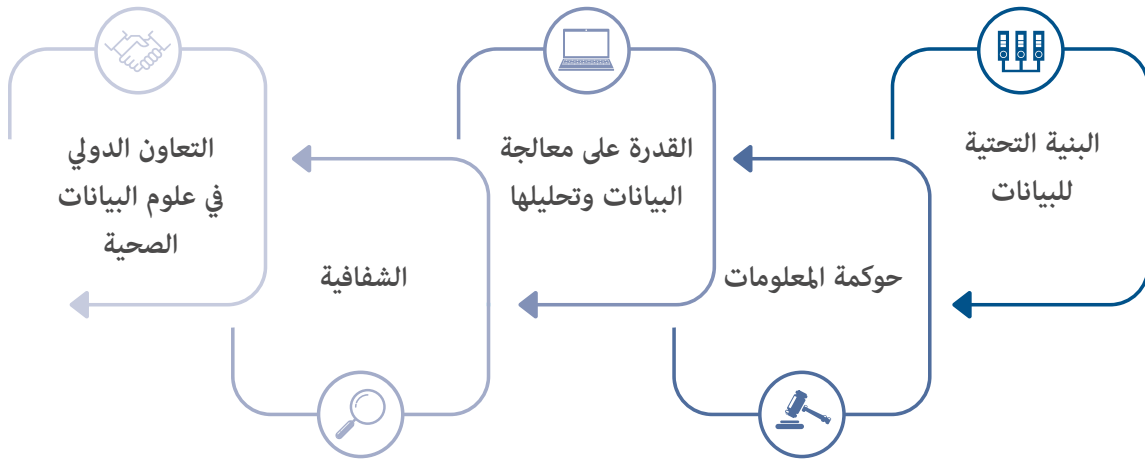 البنية التحتية
للبيانات
حوكمة المعلومات
القدرة على معالجة
البيانات وتحليلها
الشفافية
التعاون الدولي
في علوم البيانات
الصحية